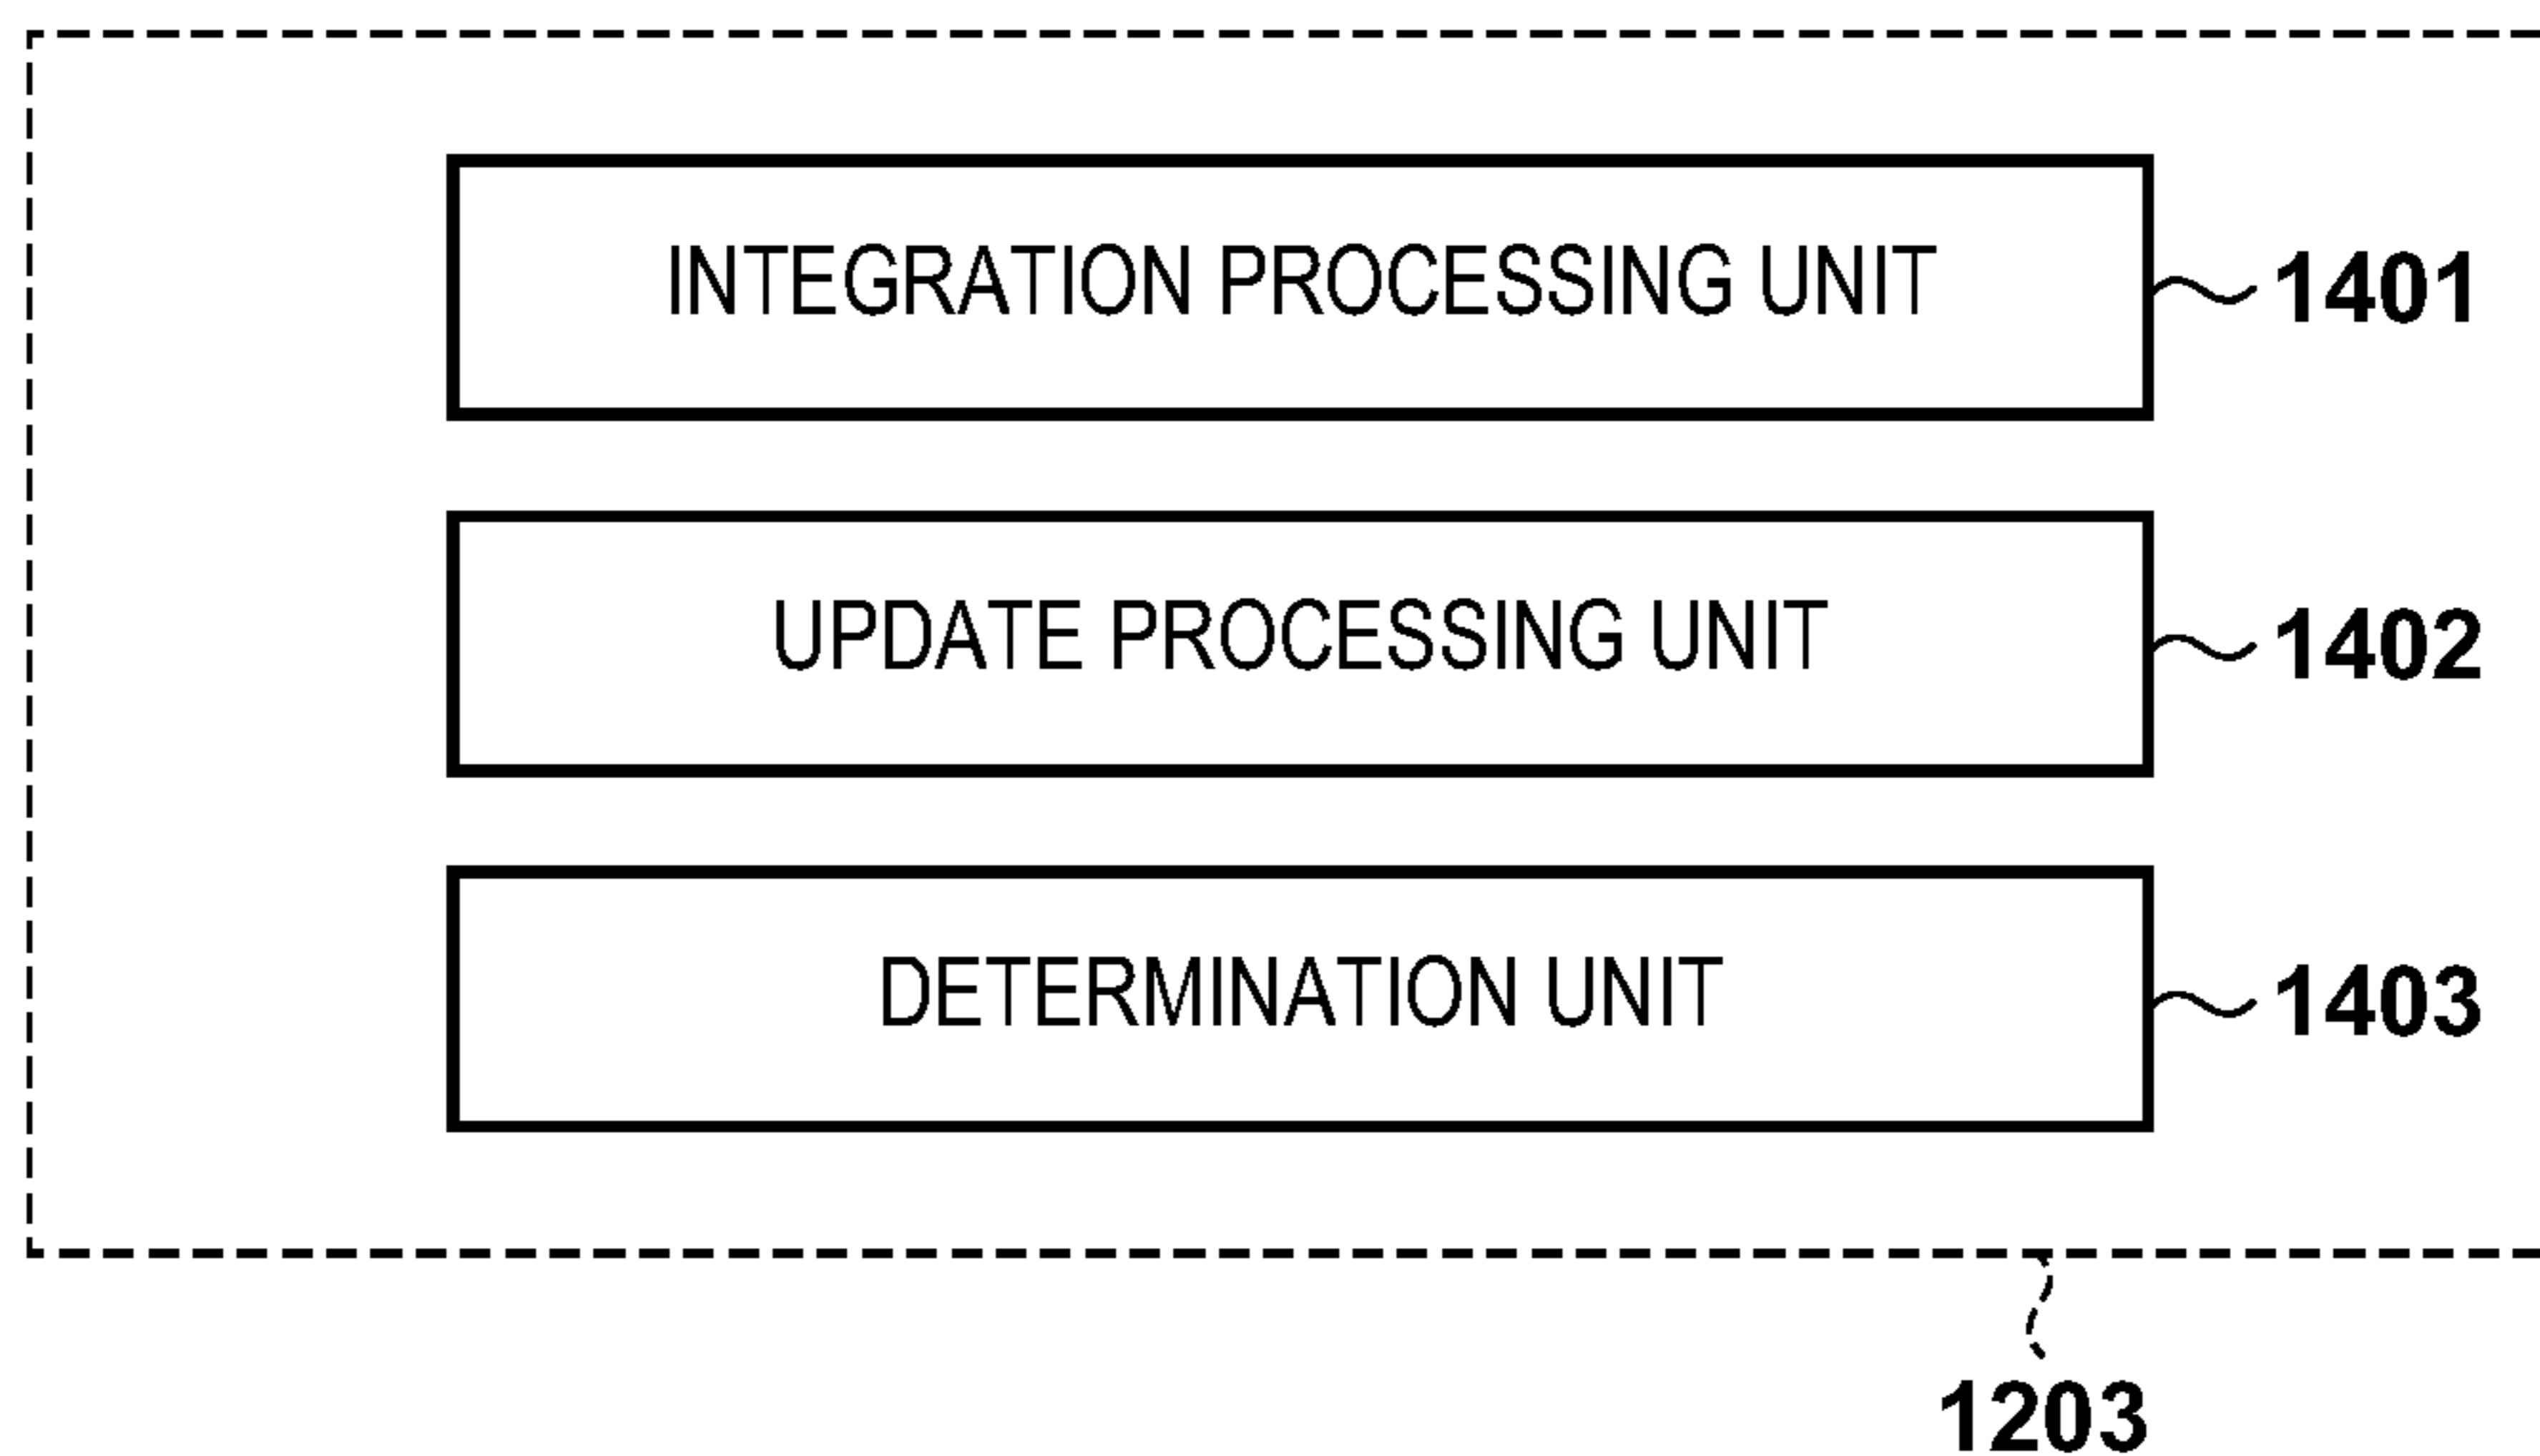 INTEGRATION PROCESSING UNIT 1401
UPDATE PROCESSING UNIT 1402
DETERMINATION UNIT 1403
1203